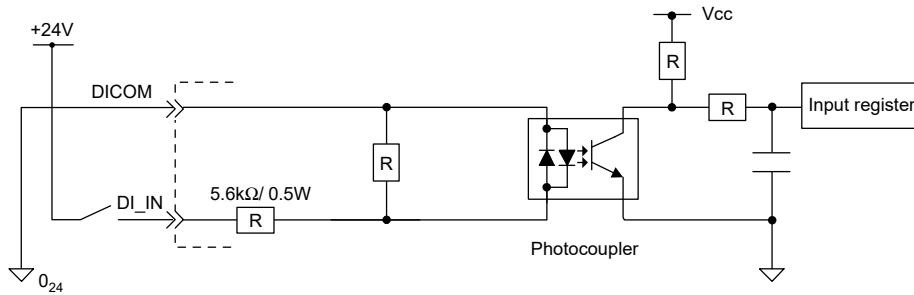 +24V
Vcc
DICOM
R
R
Input register
R
5.6kΩ/ 0.5W
DI_IN
R
Photocoupler
0₂₄